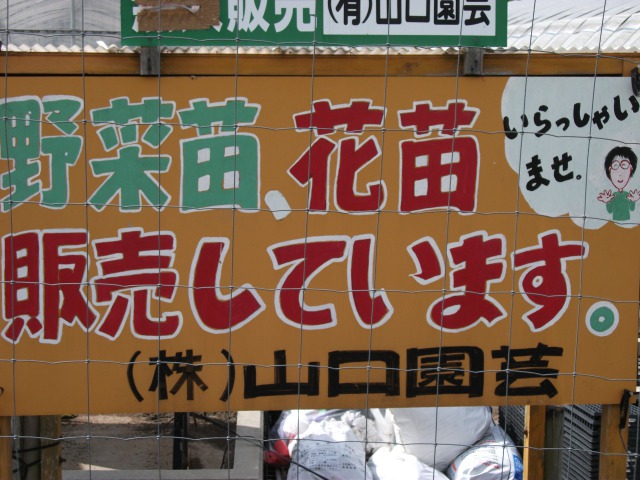 販売 (有)山口園芸
野菜苗、花苗
販売しています。
いらっしゃい
ませ.
(株)山口園芸